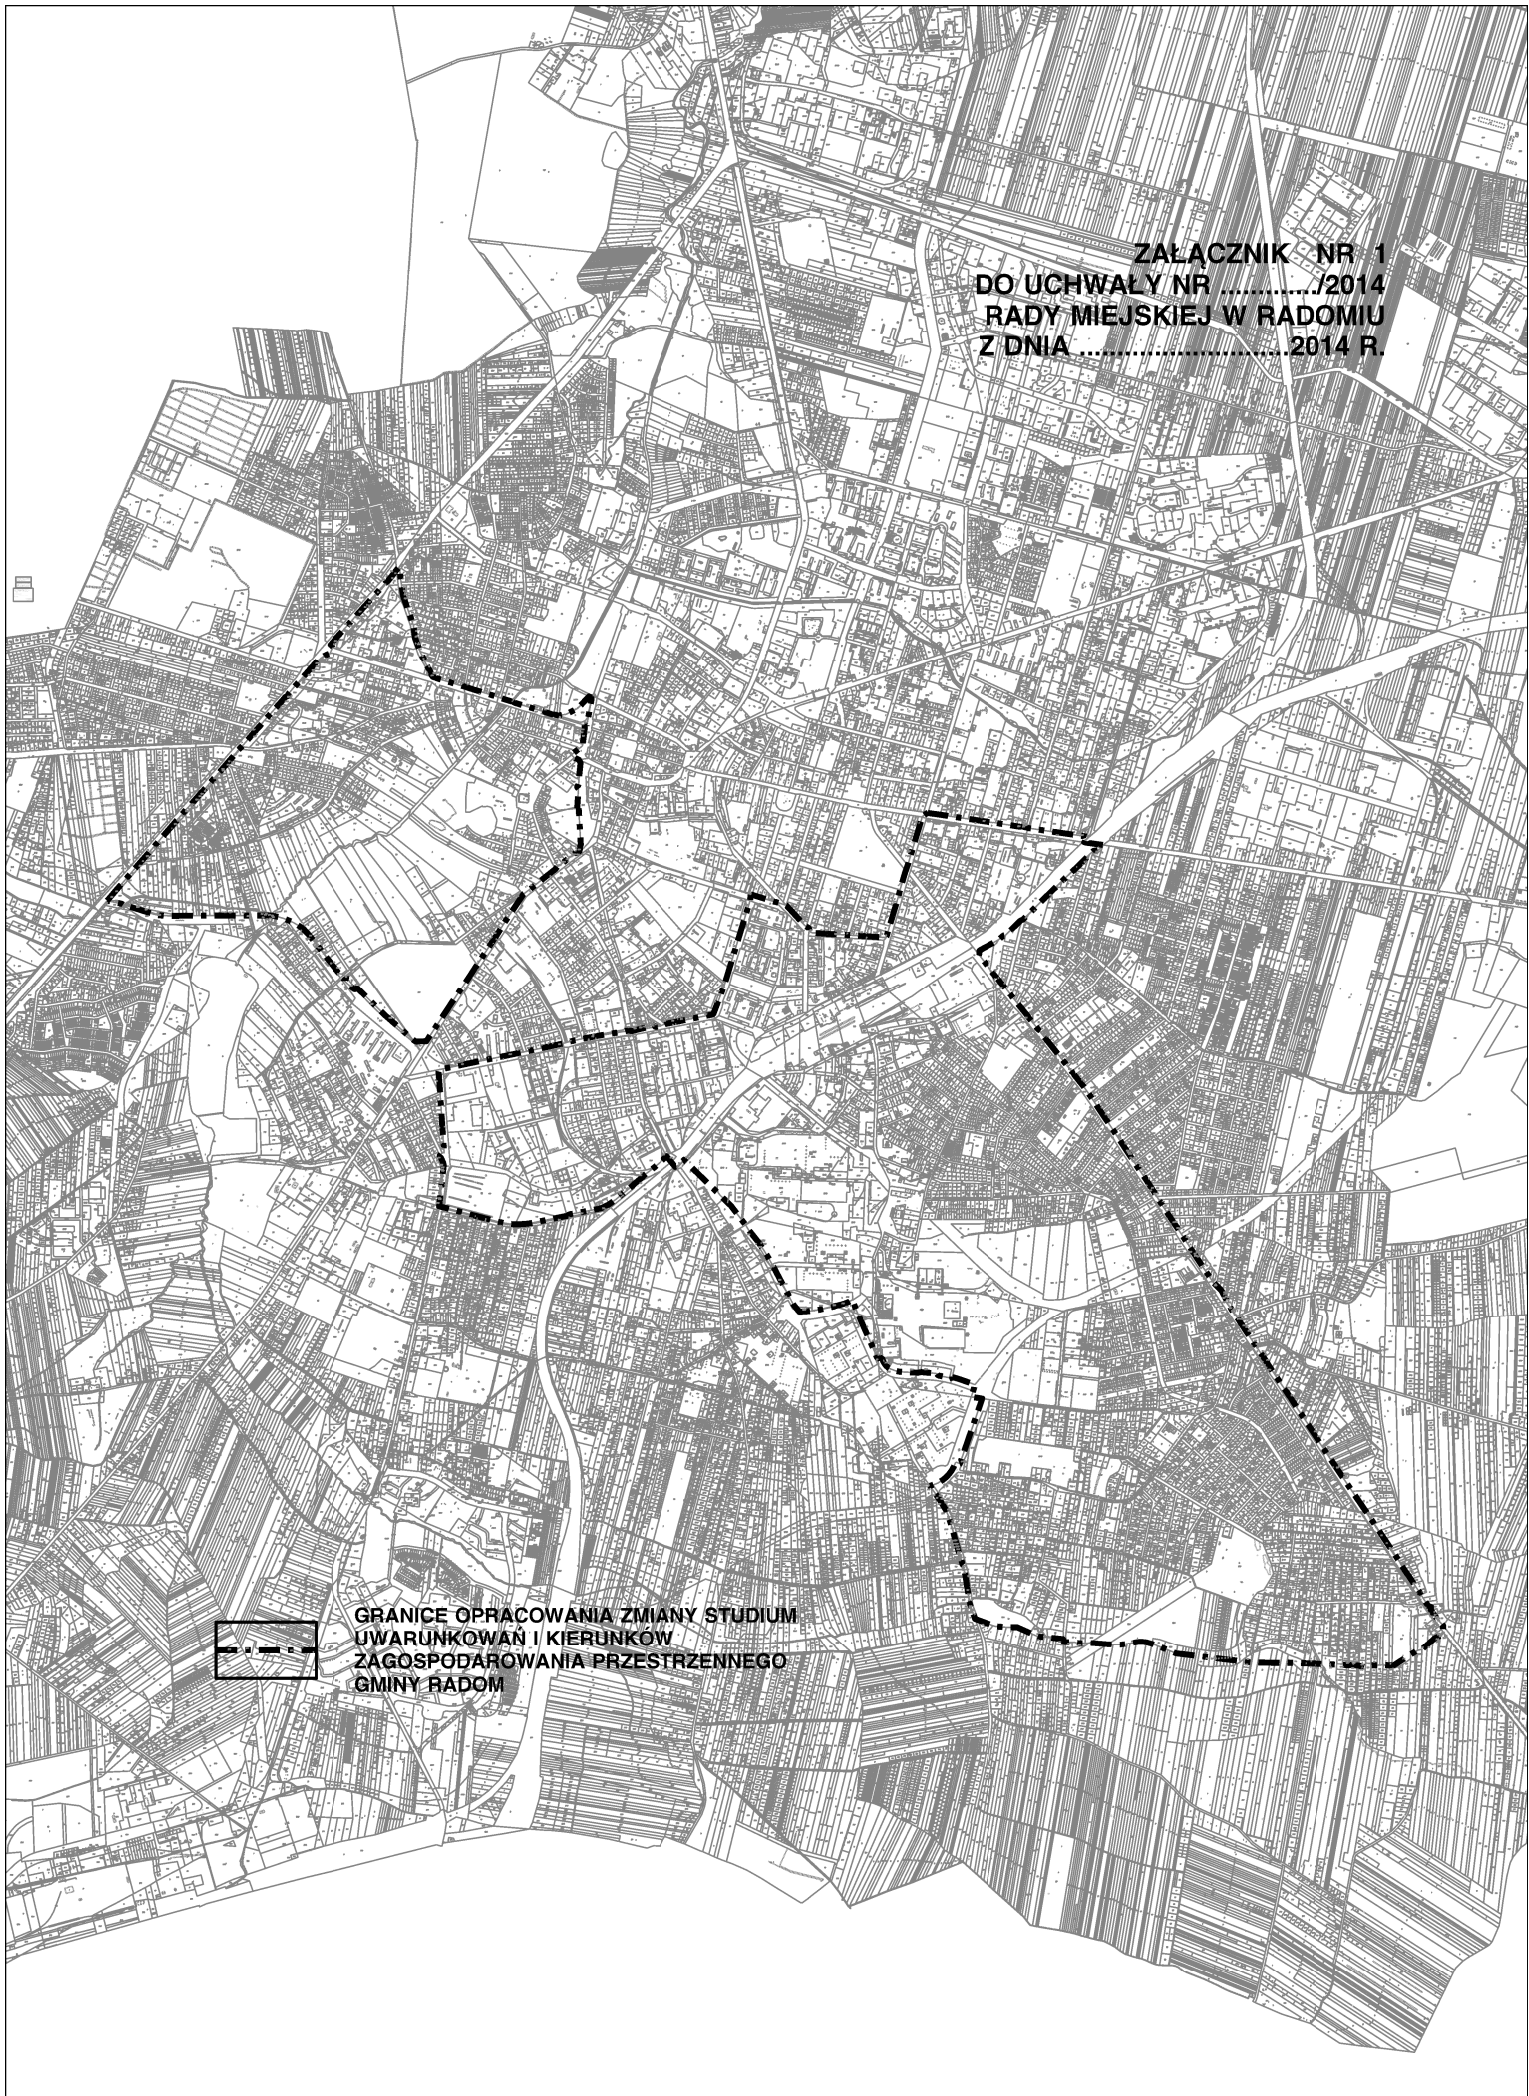 ZAŁĄCZNIK NR 1
DO UCHWAŁY NR ............./2014
RADY MIEJSKIEJ W RADOMIU
Z DNIA ............................2014 R.
GRANICE OPRACOWANIA ZMIANY STUDIUM
UWARUNKOWAŃ I KIERUNKÓW
ZAGOSPODAROWANIA PRZESTRZENNEGO
GMINY RADOM